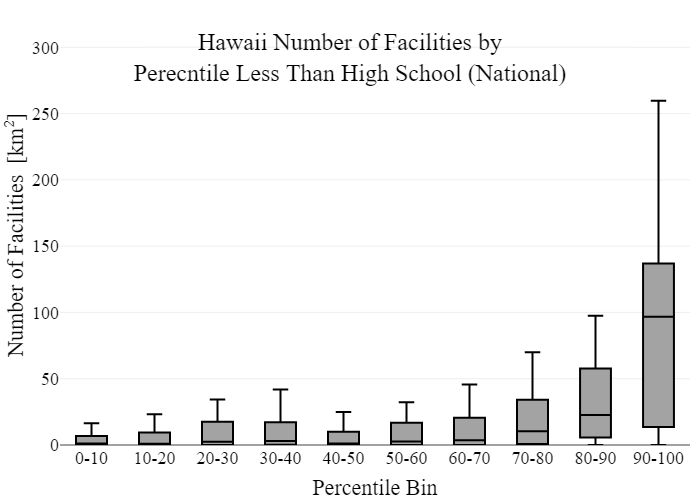 Hawaii Number of Facilities by
Perecntile Less Than High School (National)
Number of Facilities [km²]
300
250
200
150
100
50
0
0-10 10-20 20-30 30-40 40-50 50-60 60-70 70-80 80-90 90-100
Percentile Bin